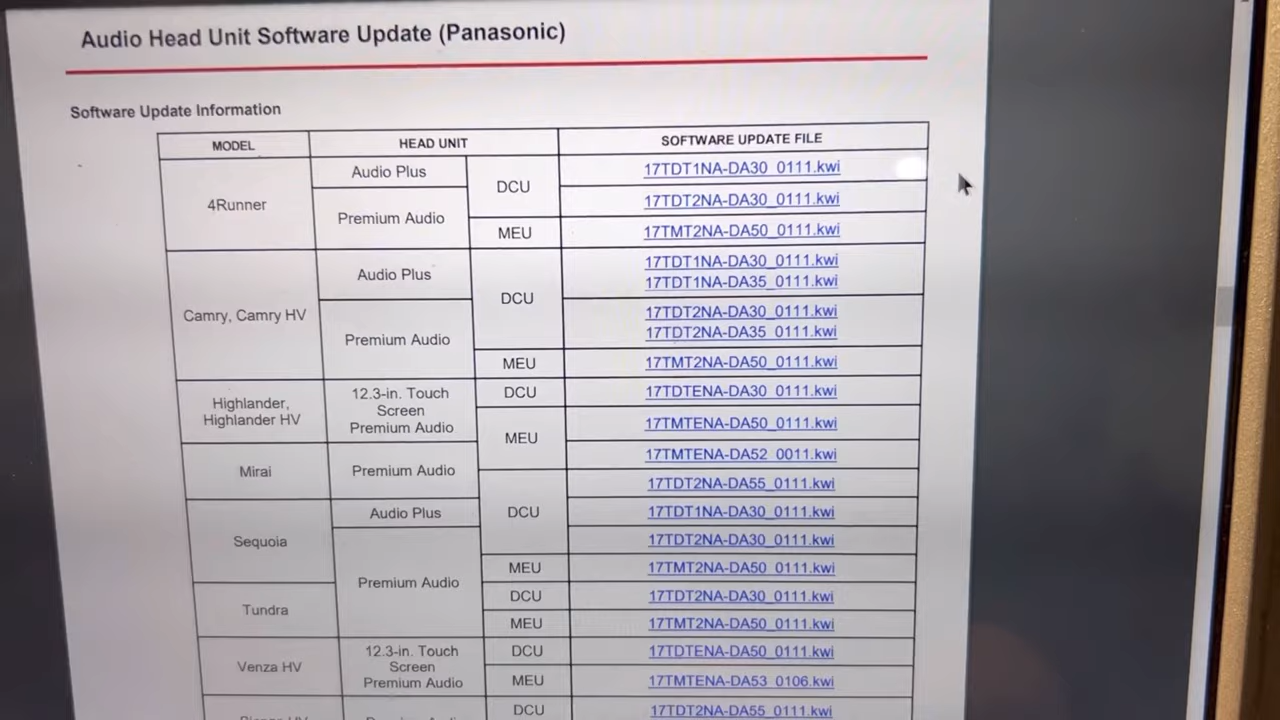 Audio Head Unit Software Update (Panasonic)
Software Update Information
MODEL HEAD UNIT SOFTWARE UPDATE FILE
4Runner
Audio Plus
DCU
17TDT1NA-DA30_0111.kwi
Premium Audio
17TDT2NA-DA30_0111.kwi
MEU
17TMT2NA-DA50_0111.kwi
Camry, Camry HV
Audio Plus
DCU
17TDT1NA-DA30_0111.kwi
17TDT1NA-DA35_0111.kwi
Premium Audio
17TDT2NA-DA30_0111.kwi
17TDT2NA-DA35_0111.kwi
MEU
17TMT2NA-DA50_0111.kwi
Highlander,
Highlander HV
12.3-in. Touch
Screen
Premium Audio
DCU
17TDTENA-DA30_0111.kwi
MEU
17TMTENA-DA50_0111.kwi
Mirai
Premium Audio
17TMTENA-DA52_0011.kwi
DCU
17TDT2NA-DA55_0111.kwi
Sequoia
Audio Plus
17TDT1NA-DA30_0111.kwi
Premium Audio
17TDT2NA-DA30_0111.kwi
MEU
17TMT2NA-DA50_0111.kwi
Tundra
DCU
17TDT2NA-DA30_0111.kwi
MEU
17TMT2NA-DA50_0111.kwi
Venza HV
12.3-in. Touch
Screen
Premium Audio
DCU
17TDTENA-DA50_0111.kwi
MEU
17TMTENA-DA53_0106.kwi
DCU
17TDT2NA-DA55_0111.kwi